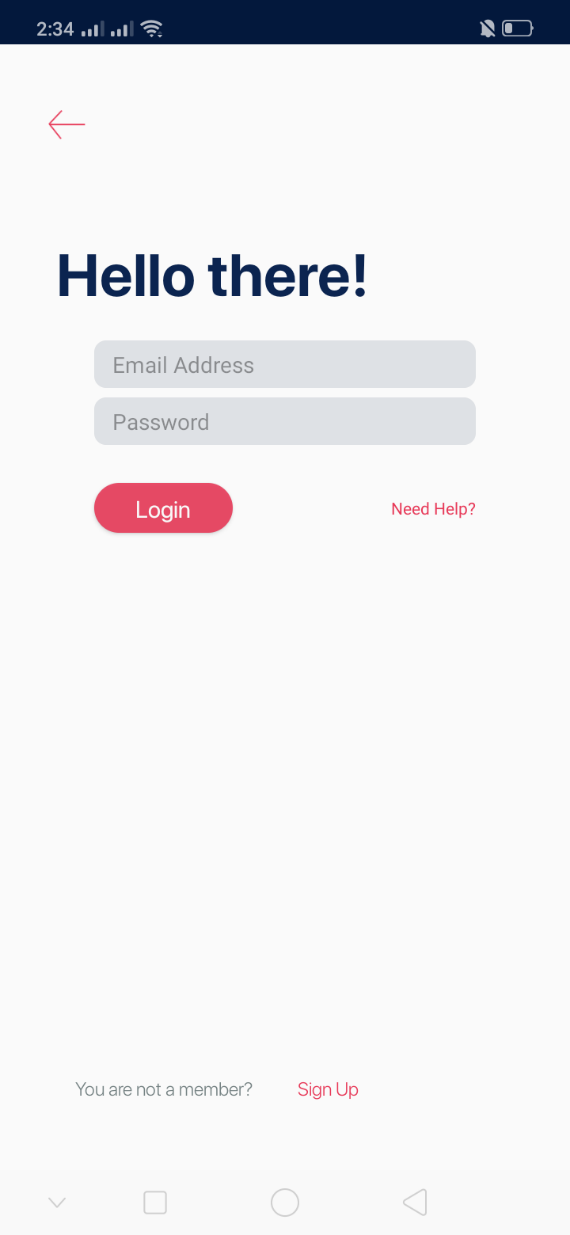 2:34
Hello there!
Email Address
Password
Login
Need Help?
You are not a member?
Sign Up